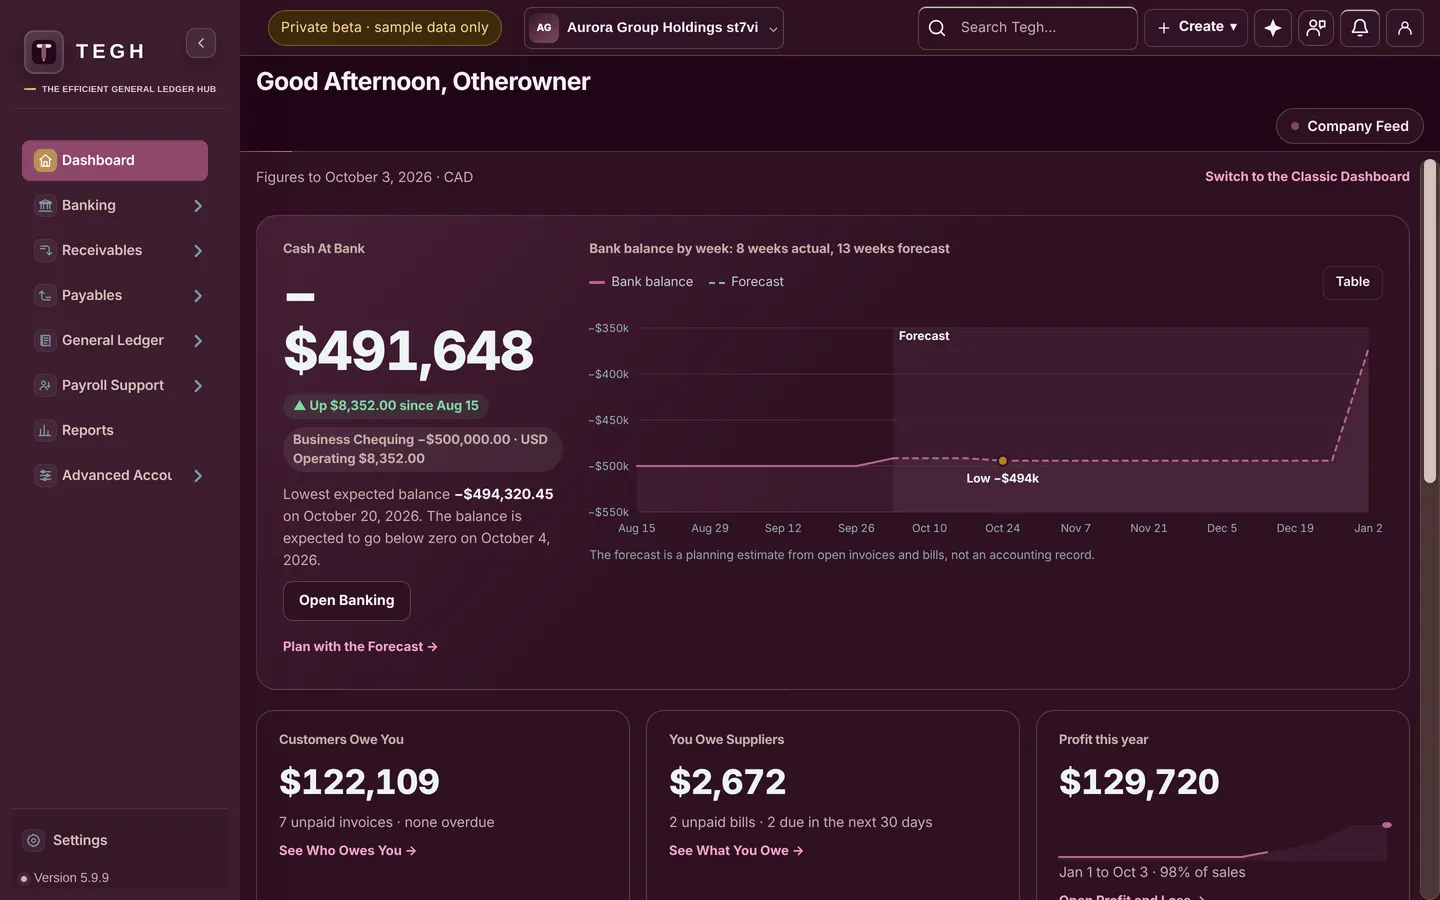 TEGH
THE EFFICIENT GENERAL LEDGER HUB
Dashboard
Banking
Receivables
Payables
General Ledger
Payroll Support
Reports
Advanced Accou
Settings
Version 5.9.9
Private beta · sample data only
AG
Aurora Group Holdings st7vi
Search Tegh...
+ Create ▾
Good Afternoon, Otherowner
Company Feed
Figures to October 3, 2026 · CAD
Switch to the Classic Dashboard
Cash At Bank
−
$491,648
▲ Up $8,352.00 since Aug 15
Business Chequing −$500,000.00 · USD
Operating $8,352.00
Lowest expected balance −$494,320.45
on October 20, 2026. The balance is
expected to go below zero on October 4,
2026.
Open Banking
Plan with the Forecast →
Bank balance by week: 8 weeks actual, 13 weeks forecast
Bank balance
Forecast
Table
−$350k
−$400k
−$450k
−$500k
−$550k
Forecast
Low −$494k
Aug 15 Aug 29 Sep 12 Sep 26 Oct 10 Oct 24 Nov 7 Nov 21 Dec 5 Dec 19 Jan 2
The forecast is a planning estimate from open invoices and bills, not an accounting record.
Customers Owe You
$122,109
7 unpaid invoices · none overdue
See Who Owes You →
You Owe Suppliers
$2,672
2 unpaid bills · 2 due in the next 30 days
See What You Owe →
Profit this year
$129,720
Jan 1 to Oct 3 · 98% of sales
Open Profit and Loss →